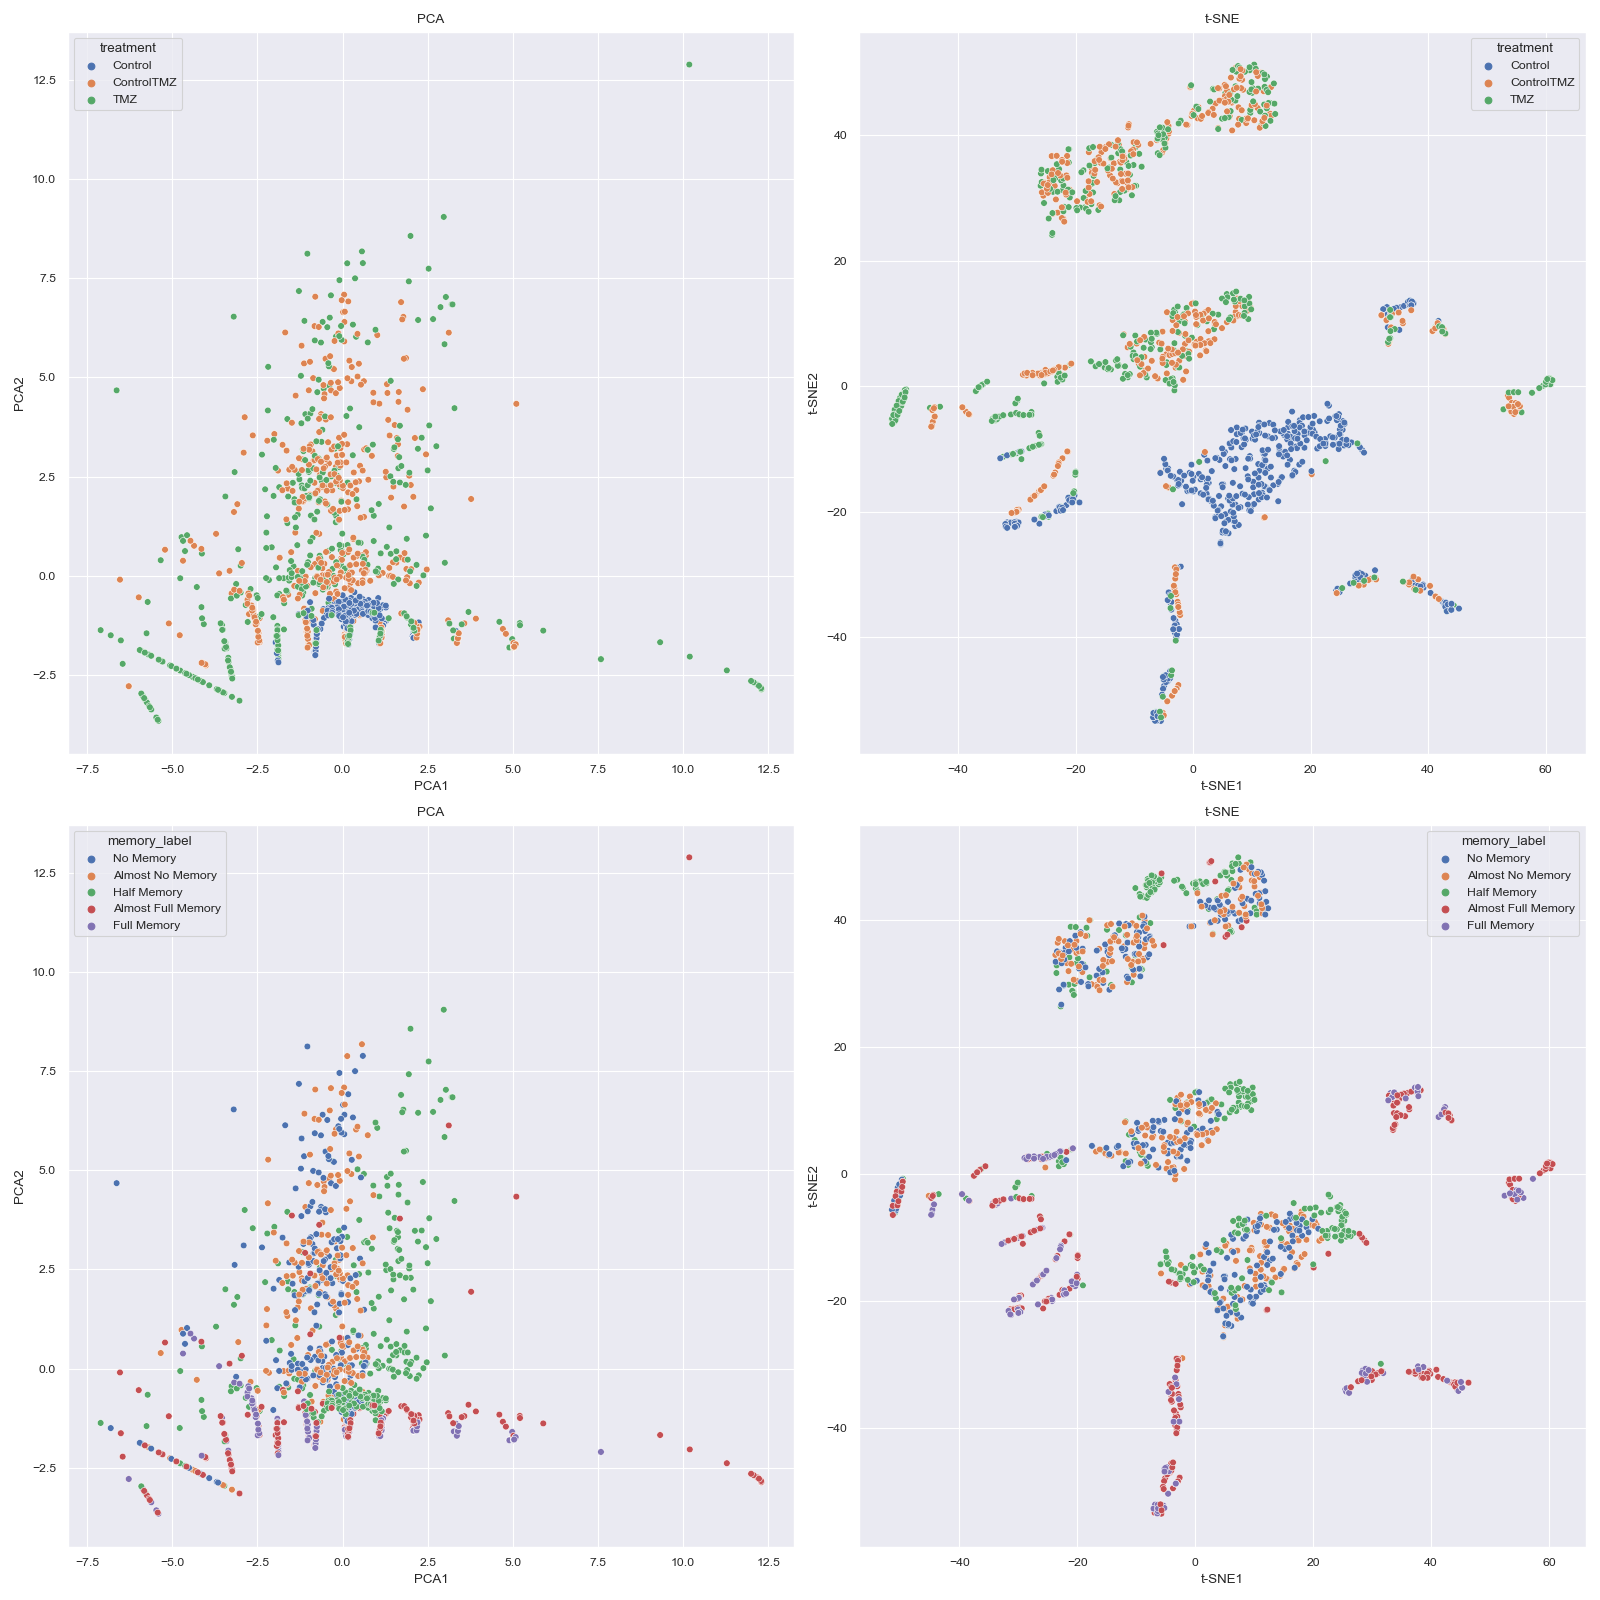 PCA
treatment
Control
ControlTMZ
TMZ
12.5
10.0
7.5
5.0
2.5
0.0
−2.5
PCA2
−7.5 −5.0 −2.5 0.0 2.5 5.0 7.5 10.0 12.5
PCA1
t-SNE
treatment
Control
ControlTMZ
TMZ
40
20
0
−20
−40
t-SNE2
−40 −20 0 20 40 60
t-SNE1
PCA
memory_label
No Memory
Almost No Memory
Half Memory
Almost Full Memory
Full Memory
12.5
10.0
7.5
5.0
2.5
0.0
−2.5
PCA2
−7.5 −5.0 −2.5 0.0 2.5 5.0 7.5 10.0 12.5
PCA1
t-SNE
memory_label
No Memory
Almost No Memory
Half Memory
Almost Full Memory
Full Memory
40
20
0
−20
−40
t-SNE2
−40 −20 0 20 40 60
t-SNE1